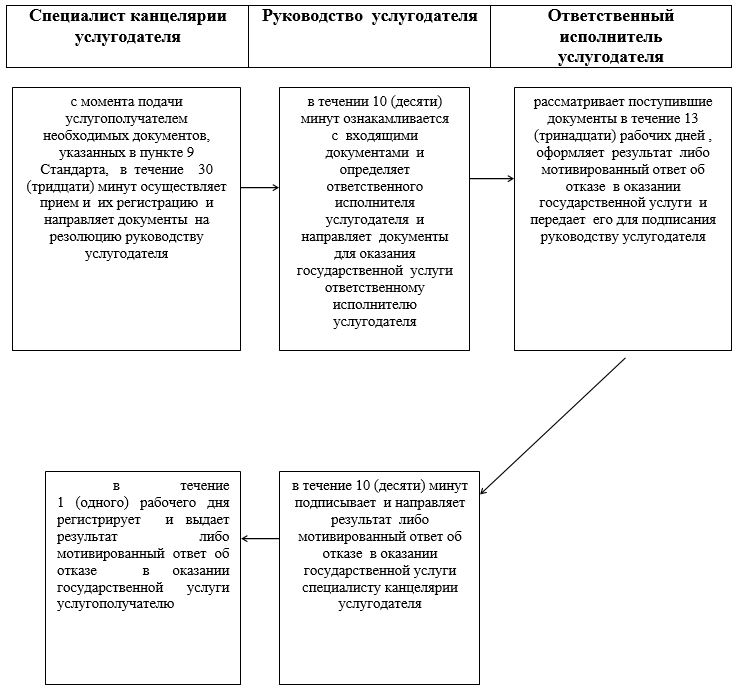 Специалист канцелярии
услугодателя
Руководство услугодателя
Ответственный
исполнитель
услугодателя
с момента подачи
услугополучателем
необходимых документов,
указанных в пункте 9
Стандарта, в течение 30
(тридцати) минут осуществляет
прием и их регистрацию и
направляет документы на
резолюцию руководству
услугодателя
в течении 10 (десяти)
минут ознакамливается
с входящими
документами и
определяет
ответственного
исполнителя
услугодателя и
направляет документы
для оказания
государственной услуги
ответственному
исполнителю
услугодателя
рассматривает поступившие
документы в течение 13
(тринадцати) рабочих дней ,
оформляет результат либо
мотивированный ответ об
отказе в оказании
государственной услуги и
передает его для подписания
руководству услугодателя
в течение 10 (десяти) минут
подписывает и направляет
результат либо
мотивированный ответ об
отказе в оказании
государственной услуги
специалисту канцелярии
услугодателя
в течение
1 (одного) рабочего дня
регистрирует и выдает
результат либо
мотивированный ответ об
отказе в оказании
государственной услуги
услугополучателю